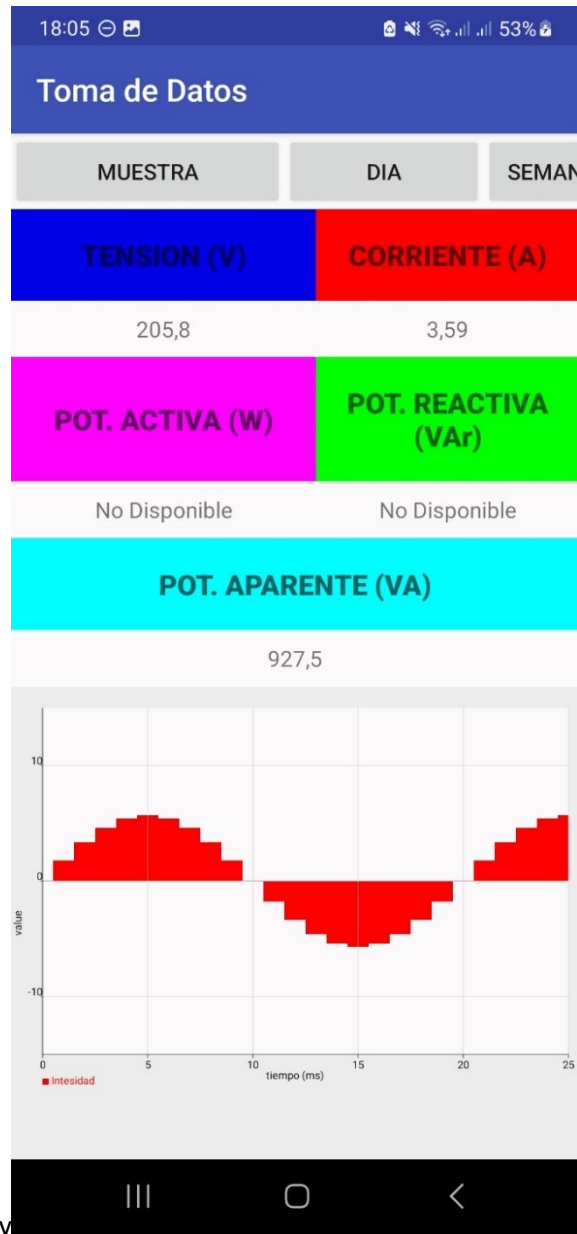 18:05 53%
Toma de Datos
MUESTRA DIA SEMAN
TENSION (V) CORRIENTE (A)
205,8 3,59
POT. ACTIVA (W) POT. REACTIVA
(VAr)
No Disponible No Disponible
POT. APARENTE (VA)
927,5
10
0
-10
value
0 5 10 15 20 25
tiempo (ms)
Intesidad
v